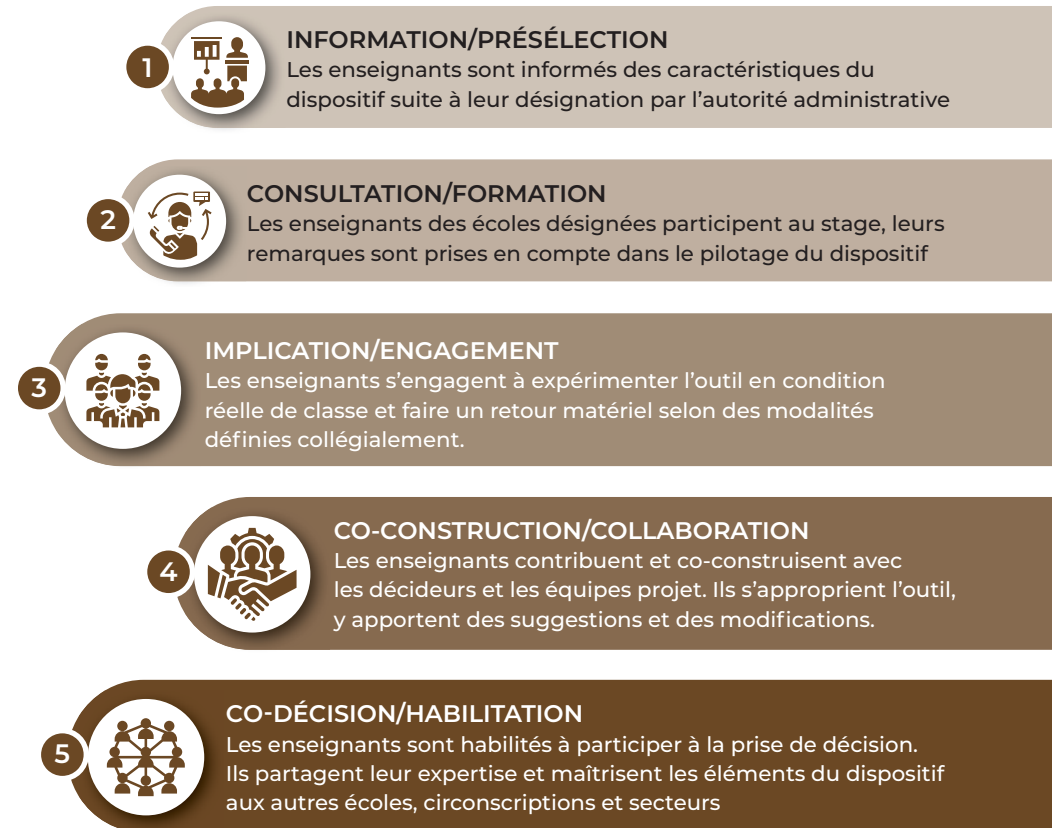 1
INFORMATION/PRÉSÉLECTION
Les enseignants sont informés des caractéristiques du
dispositif suite à leur désignation par l’autorité administrative
2
CONSULTATION/FORMATION
Les enseignants des écoles désignées participent au stage, leurs
remarques sont prises en compte dans le pilotage du dispositif
3
IMPLICATION/ENGAGEMENT
Les enseignants s’engagent à expérimenter l’outil en condition
réelle de classe et faire un retour matériel selon des modalités
définies collégialement.
4
CO-CONSTRUCTION/COLLABORATION
Les enseignants contribuent et co-construisent avec
les décideurs et les équipes projet. Ils s’approprient l’outil,
y apportent des suggestions et des modifications.
5
CO-DÉCISION/HABILITATION
Les enseignants sont habilités à participer à la prise de décision.
Ils partagent leur expertise et maîtrisent les éléments du dispositif
aux autres écoles, circonscriptions et secteurs